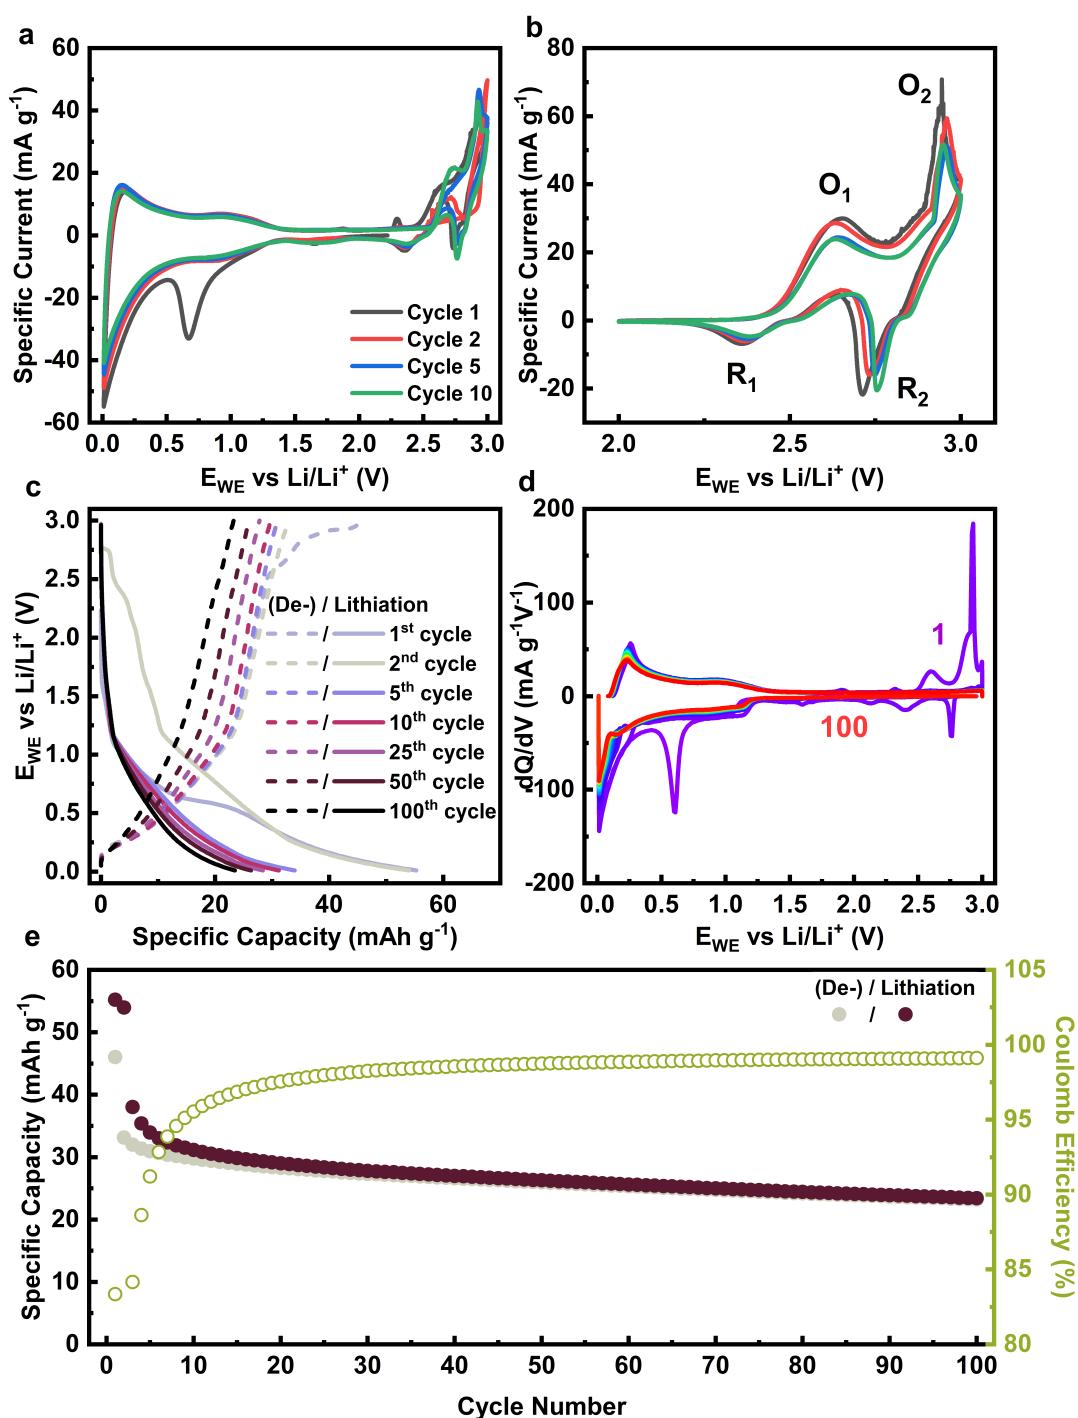 a
60
40
20
0
-20
-40
-60
Specific Current (mA g-1)
0.0 0.5 1.0 1.5 2.0 2.5 3.0
EWE vs Li/Li+ (V)
Cycle 1
Cycle 2
Cycle 5
Cycle 10
b
80
60
40
20
0
-20
Specific Current (mA g-1)
2.0 2.5 3.0
EWE vs Li/Li+ (V)
O1
O2
R1
R2
c
3.0
2.5
2.0
1.5
1.0
0.5
0.0
EWE vs Li/Li+ (V)
0 20 40 60
Specific Capacity (mAh g-1)
(De-) / Lithiation
/ 1st cycle
/ 2nd cycle
/ 5th cycle
/ 10th cycle
/ 25th cycle
/ 50th cycle
/ 100th cycle
d
200
100
0
-100
-200
dQ/dV (mA g-1V-1)
0.0 0.5 1.0 1.5 2.0 2.5 3.0
EWE vs Li/Li+ (V)
1
100
e
60
50
40
30
20
10
0
Specific Capacity (mAh g-1)
0 10 20 30 40 50 60 70 80 90 100
Cycle Number
(De-) / Lithiation
/
105
100
95
90
85
80
Coulomb Efficiency (%)